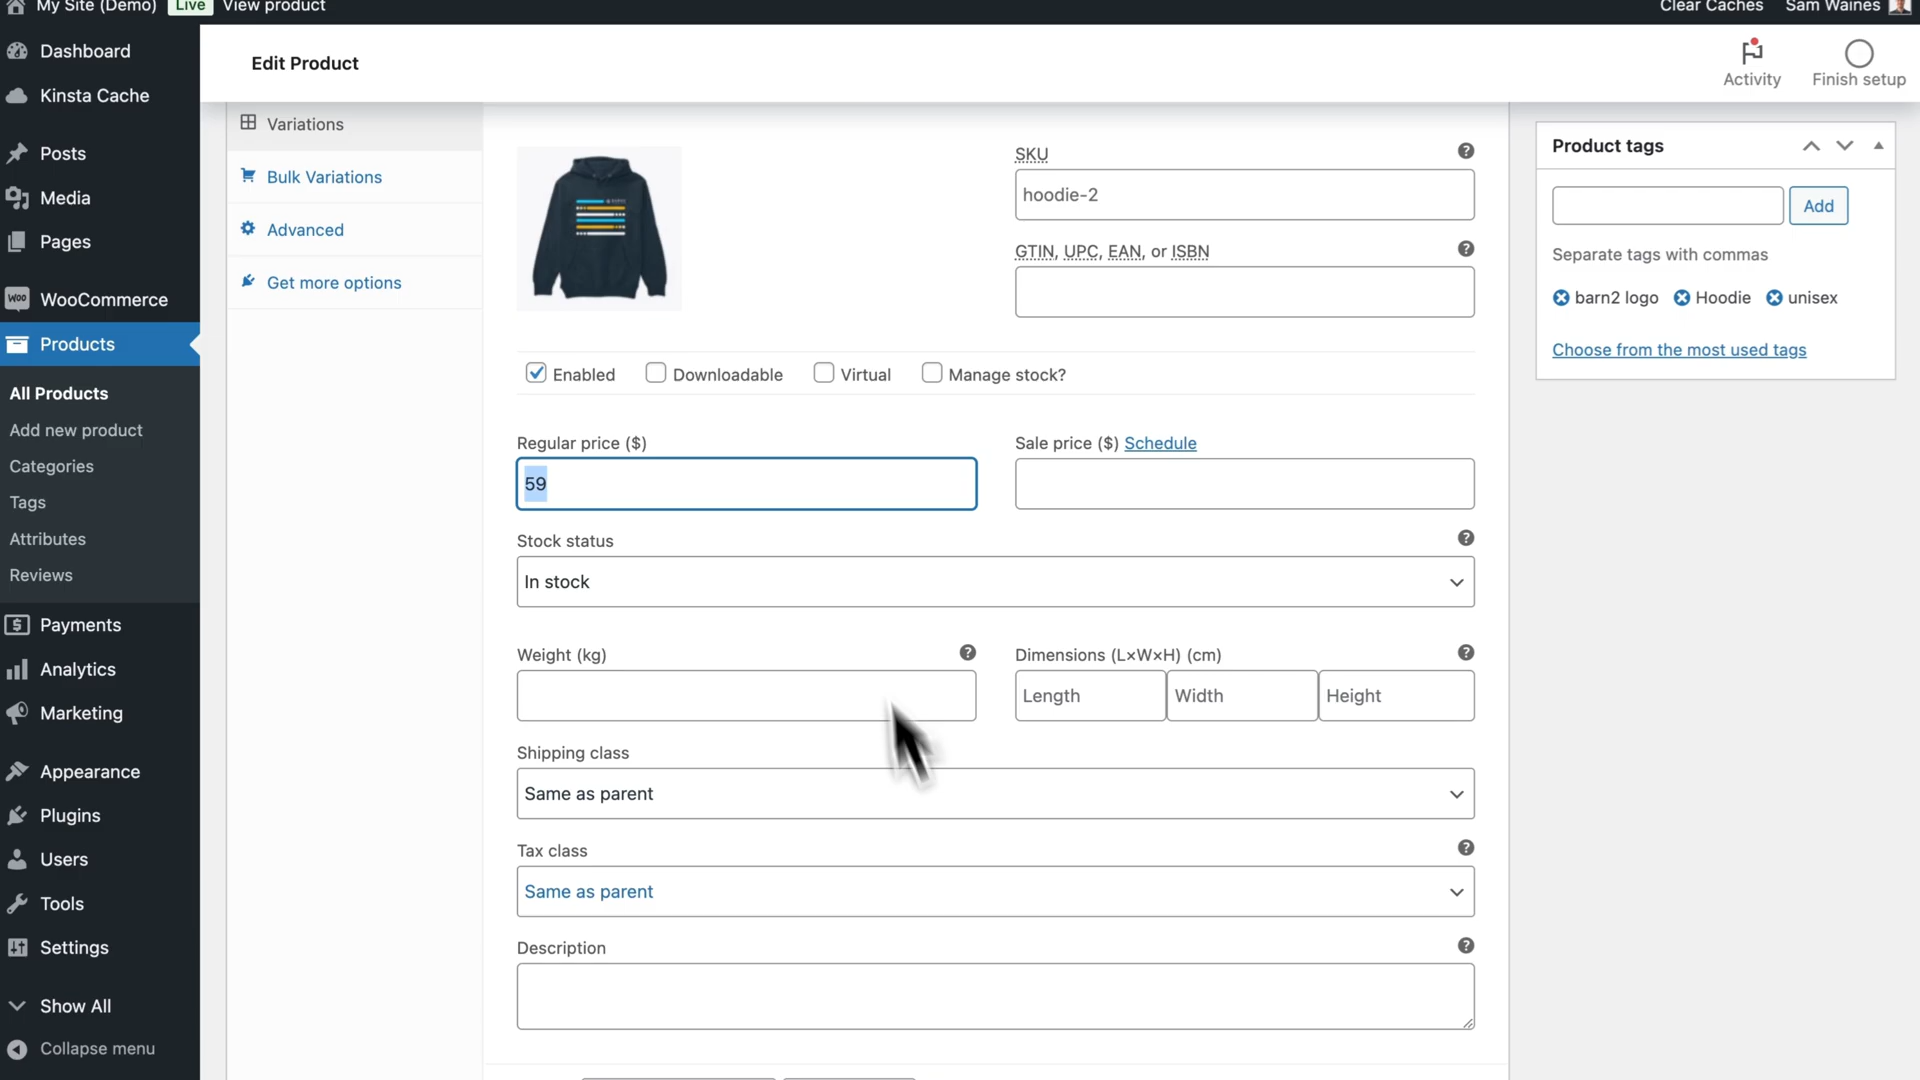 My Site (Demo) Live View product Clear Caches Sam Waines
Dashboard
Kinsta Cache
Posts
Media
Pages
WOO WooCommerce
Products
All Products
Add new product
Categories
Tags
Attributes
Reviews
Payments
Analytics
Marketing
Appearance
Plugins
Users
Tools
Settings
Show All
Collapse menu
Edit Product
Activity
Finish setup
Variations
Bulk Variations
Advanced
Get more options
SKU
hoodie-2
GTIN, UPC, EAN, or ISBN
Enabled Downloadable Virtual Manage stock?
Regular price ($)
59
Sale price ($) Schedule
Stock status
In stock
Weight (kg)
Dimensions (L×W×H) (cm)
Length Width Height
Shipping class
Same as parent
Tax class
Same as parent
Description
Product tags
Add
Separate tags with commas
barn2 logo Hoodie unisex
Choose from the most used tags